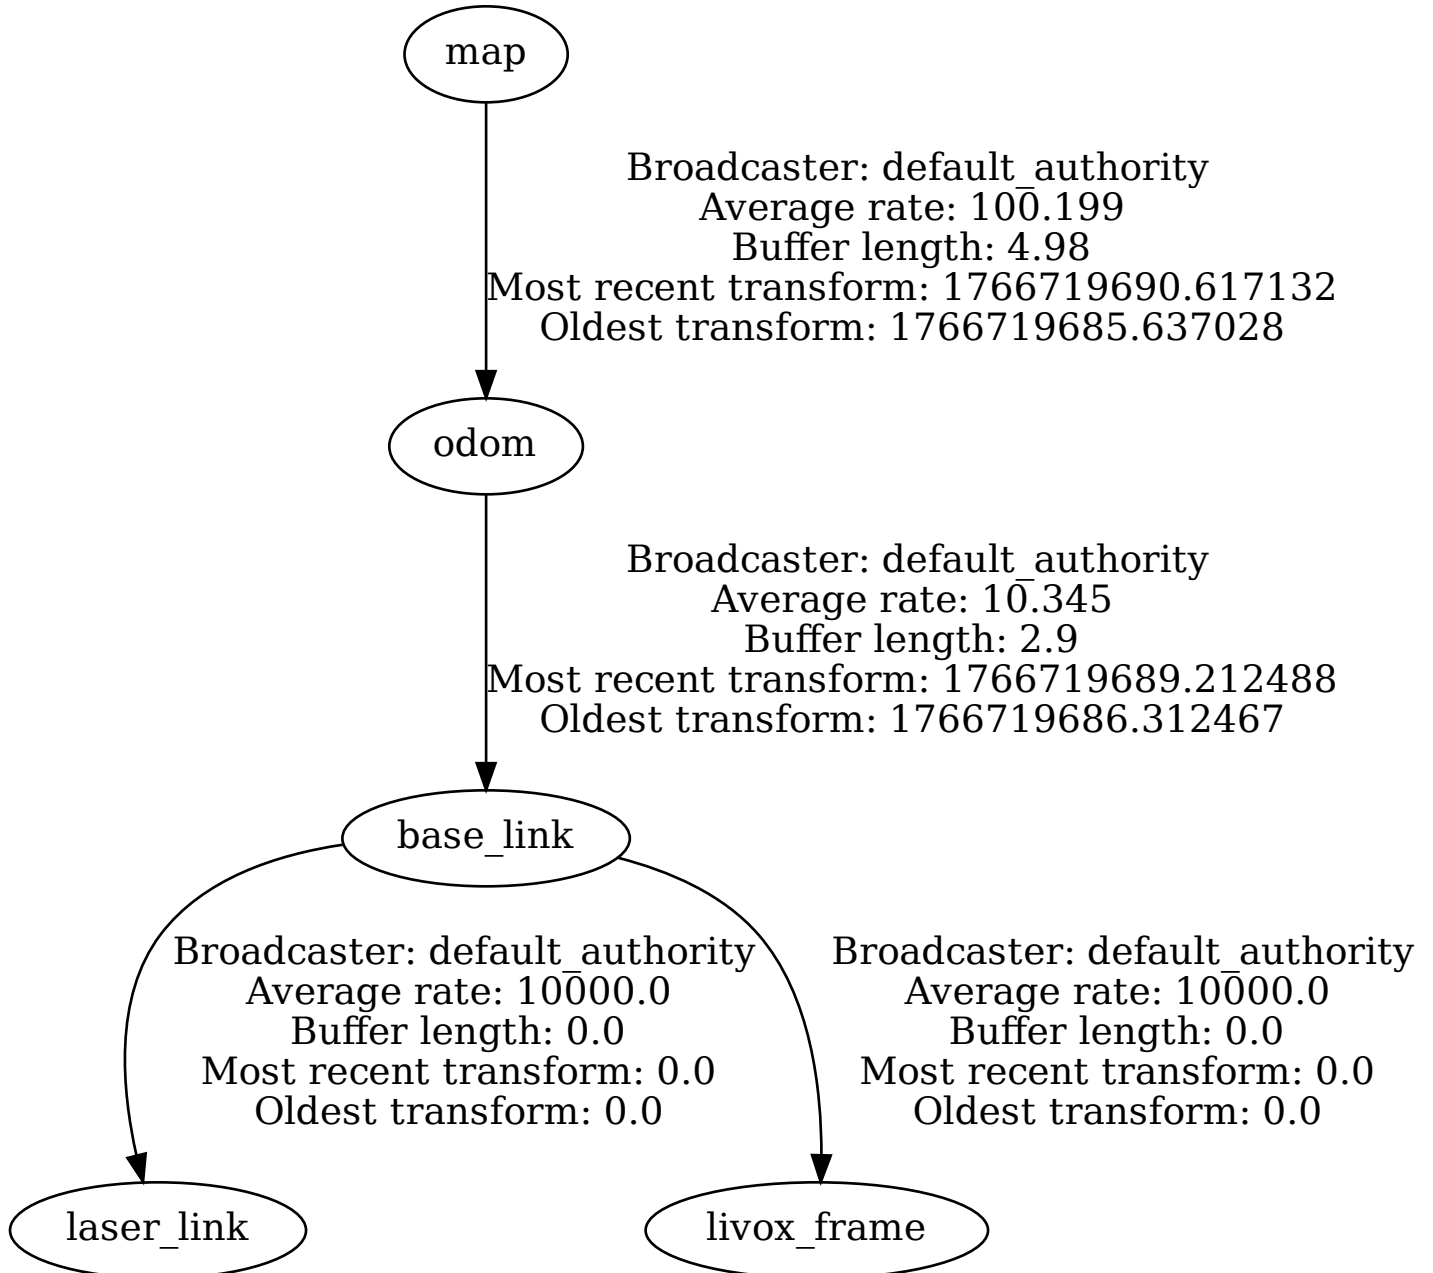 map
Broadcaster: default_authority
Average rate: 100.199
Buffer length: 4.98
Most recent transform: 1766719690.617132
Oldest transform: 1766719685.637028
odom
Broadcaster: default_authority
Average rate: 10.345
Buffer length: 2.9
Most recent transform: 1766719689.212488
Oldest transform: 1766719686.312467
base_link
Broadcaster: default_authority
Average rate: 10000.0
Buffer length: 0.0
Most recent transform: 0.0
Oldest transform: 0.0
Broadcaster: default_authority
Average rate: 10000.0
Buffer length: 0.0
Most recent transform: 0.0
Oldest transform: 0.0
laser_link
livox_frame